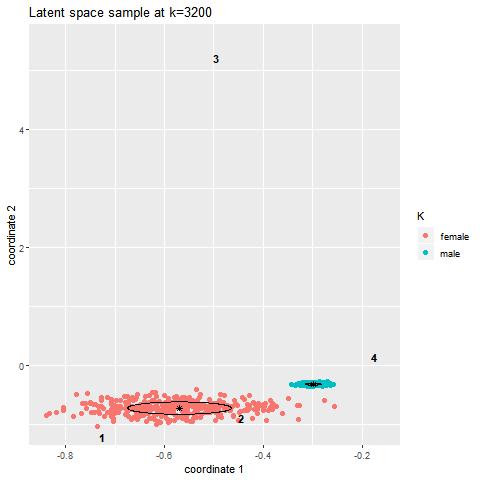 Latent space sample at k=3200
3
4
2
0
4
2
1
-0.8
-0.6
-0.4
-0.2
coordinate 1
coordinate 2
K
female
male